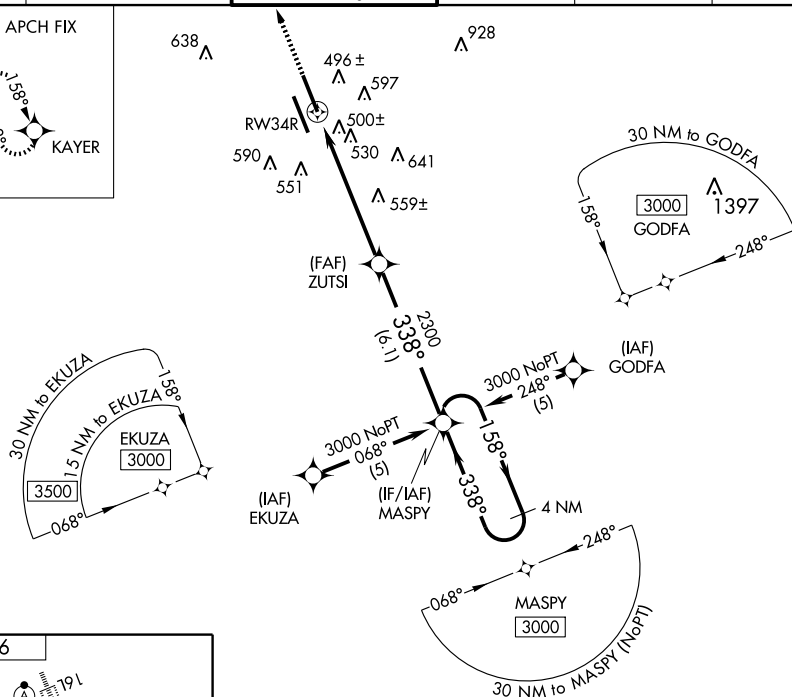 APCH FIX
158°
KAYER
638
496±
597
928
RW34R
500±
530
590
551
641
559±
30 NM to GODFA
158°
3000
GODFA
1397
248°
(FAF)
ZUTSI
2300
338°
(6.1)
(IAF)
GODFA
3000 NoPT
248°
(5)
30 NM to EKUZA
15 NM to EKUZA
158°
EKUZA
3000
3500
068°
3000 NoPT
068°
(5)
(IAF)
EKUZA
(IF/IAF)
MASPY
158°
338°
4 NM
248°
068°
MASPY
3000
30 NM to MASPY (NoPT)
6
A
16L